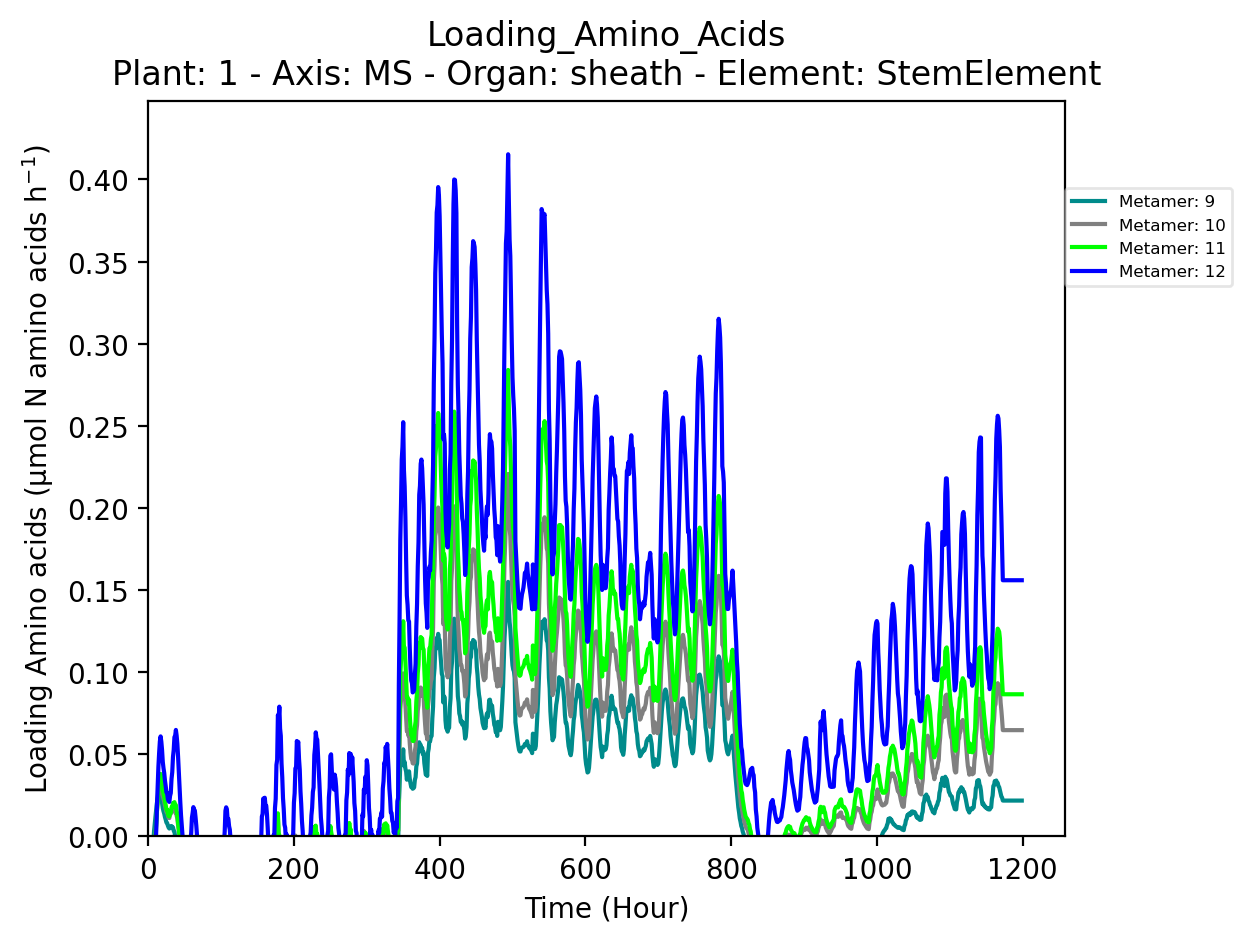 Loading_Amino_Acids
Plant: 1 - Axis: MS - Organ: sheath - Element: StemElement
Loading Amino acids (µmol N amino acids h⁻¹)
0.40
0.35
0.30
0.25
0.20
0.15
0.10
0.05
0.00
0 200 400 600 800 1000 1200
Time (Hour)
Metamer: 9
Metamer: 10
Metamer: 11
Metamer: 12